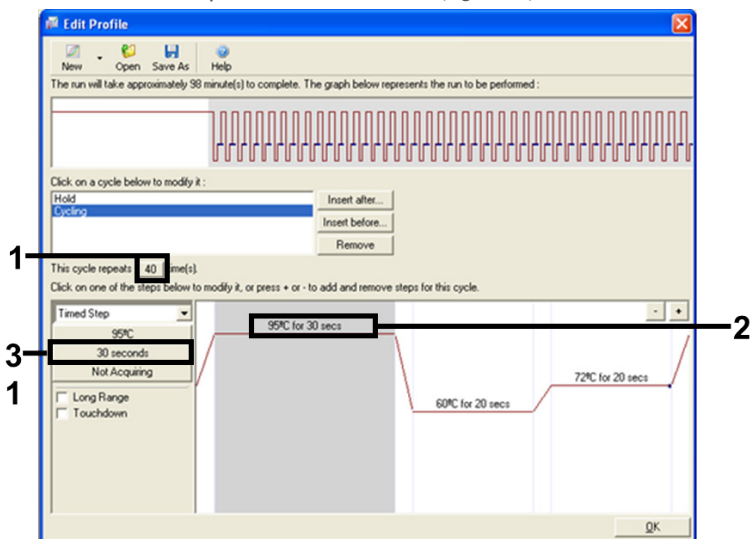 Edit Profile
New Open Save As Help
The run will take approximately 98 minute(s) to complete. The graph below represents the run to be performed :
Click on a cycle below to modify it :
Hold
Cycling
Insert after...
Insert before...
Remove
1
This cycle repeats 40 time(s).
Click on one of the steps below to modify it, or press + or - to add and remove steps for this cycle.
Timed Step
- +
95ºC
95ºC for 30 secs
2
3
30 seconds
Not Acquiring
72ºC for 20 secs
1
Long Range
60ºC for 20 secs
Touchdown
OK